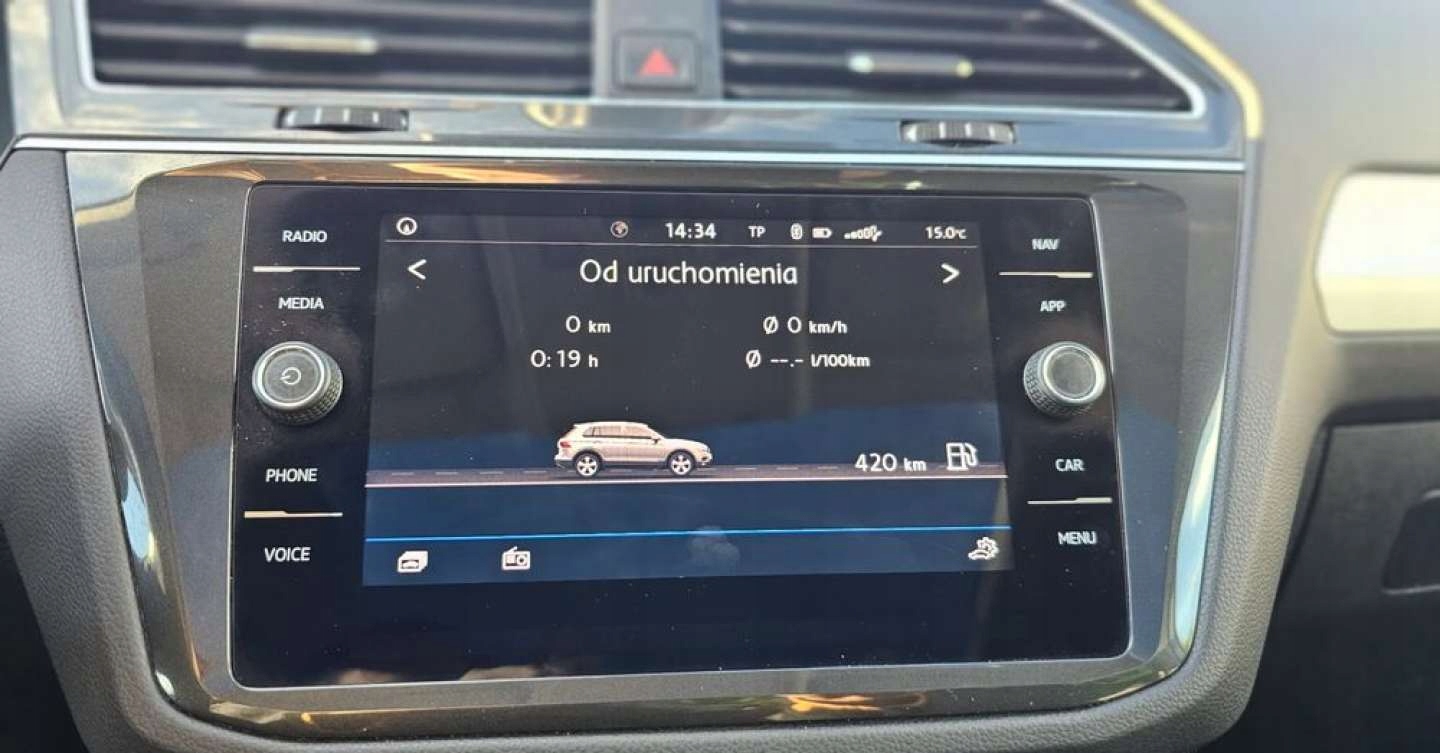 RADIO
MEDIA
PHONE
VOICE
14:34 TP 15.0°C
< Od uruchomienia >
0 km Ø 0 km/h
0:19 h Ø --.- l/100km
420 km
NAV
APP
CAR
MENU